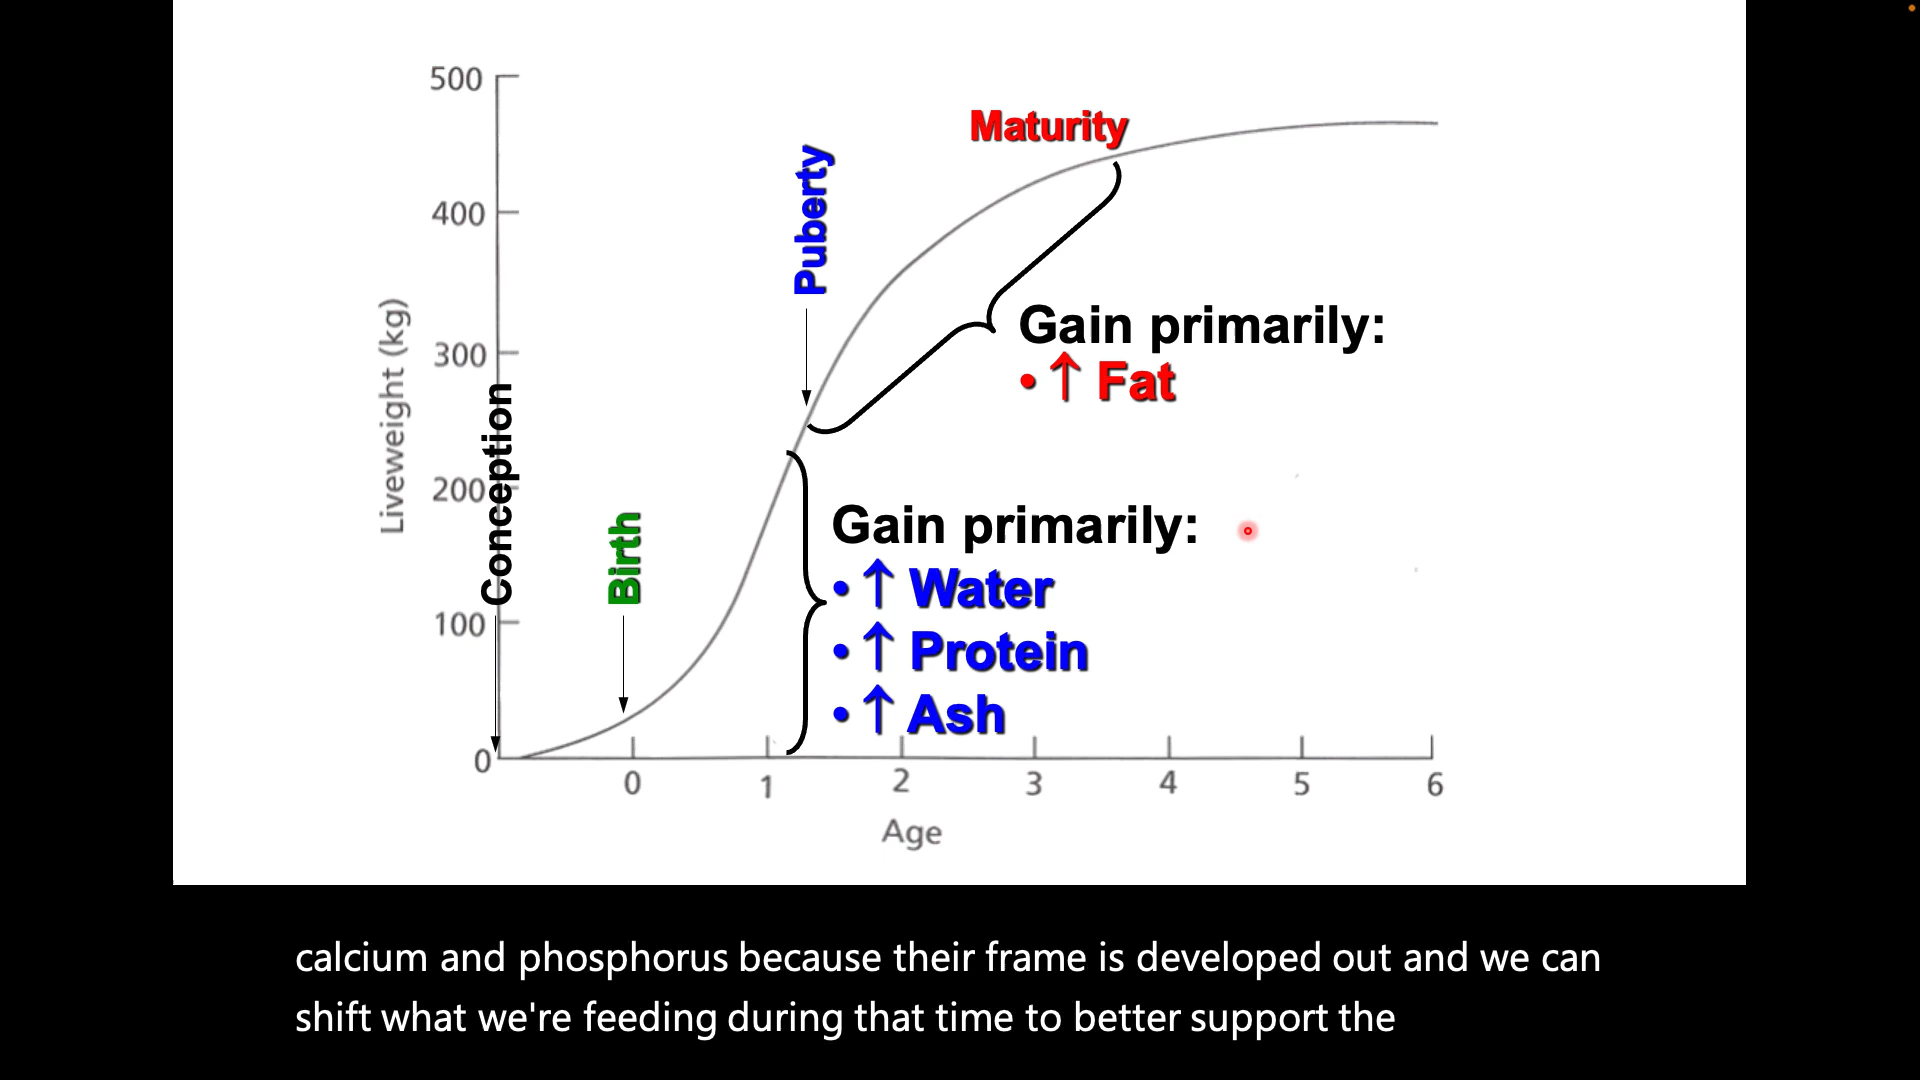 500
Maturity
Puberty
400
Liveweight (kg)
300
Gain primarily:
• ↑ Fat
Conception
200
Birth
Gain primarily:
• ↑ Water
100
• ↑ Protein
• ↑ Ash
0
0 1 2 3 4 5 6
Age
calcium and phosphorus because their frame is developed out and we can
shift what we're feeding during that time to better support the